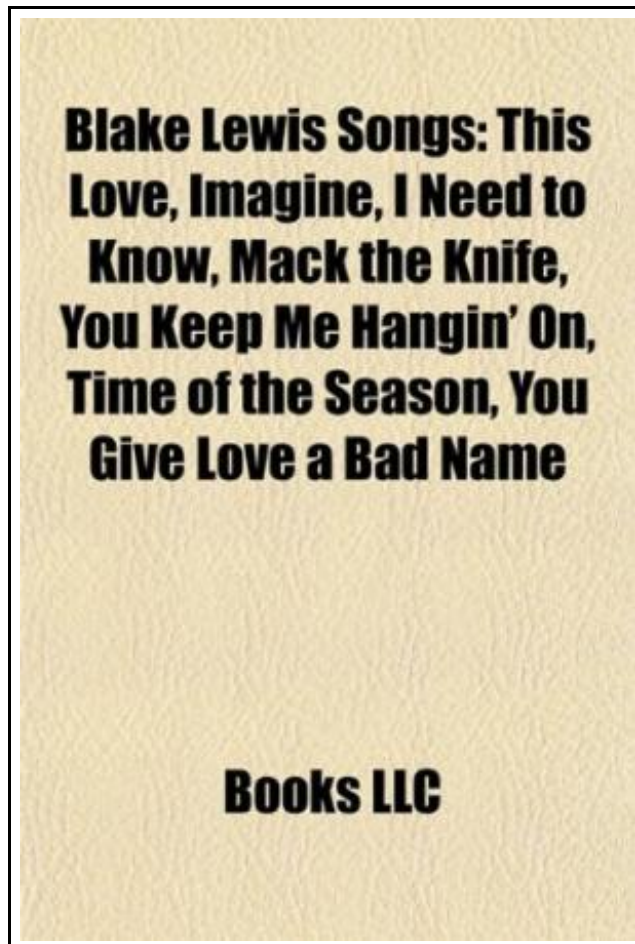 Blake Lewis Songs: This
Love, Imagine, I Need to
Know, Mack the Knife,
You Keep Me Hangin’ On,
Time of the Season, You
Give Love a Bad Name
Books LLC